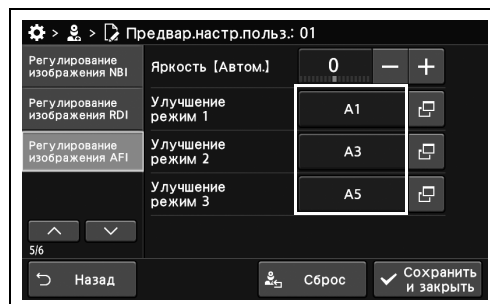 > > Предвар.настр.польз.: 01
Регулирование
изображения NBI
Яркость【Автом.】
0
Регулирование
изображения RDI
Улучшение
режим 1
A1
Регулирование
изображения AFI
Улучшение
режим 2
A3
Улучшение
режим 3
A5
5/6
Назад
Сброс
Сохранить
и закрыть